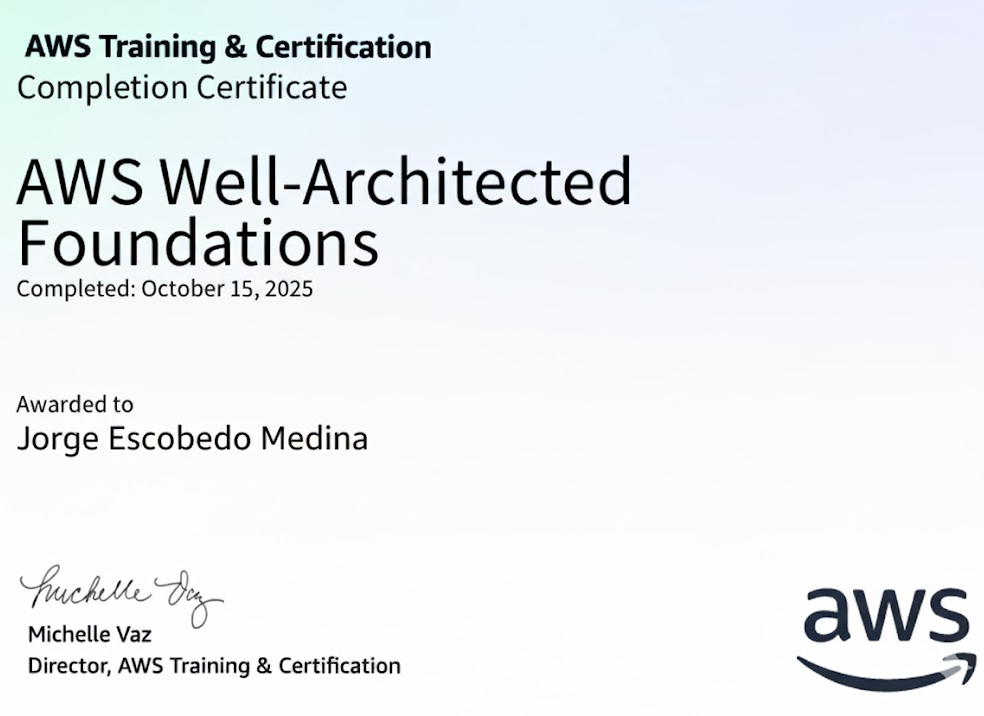 AWS Training & Certification
Completion Certificate
AWS Well-Architected
Foundations
Completed: October 15, 2025
Awarded to
Jorge Escobedo Medina
Michelle Vaz
Michelle Vaz
Director, AWS Training & Certification
aws